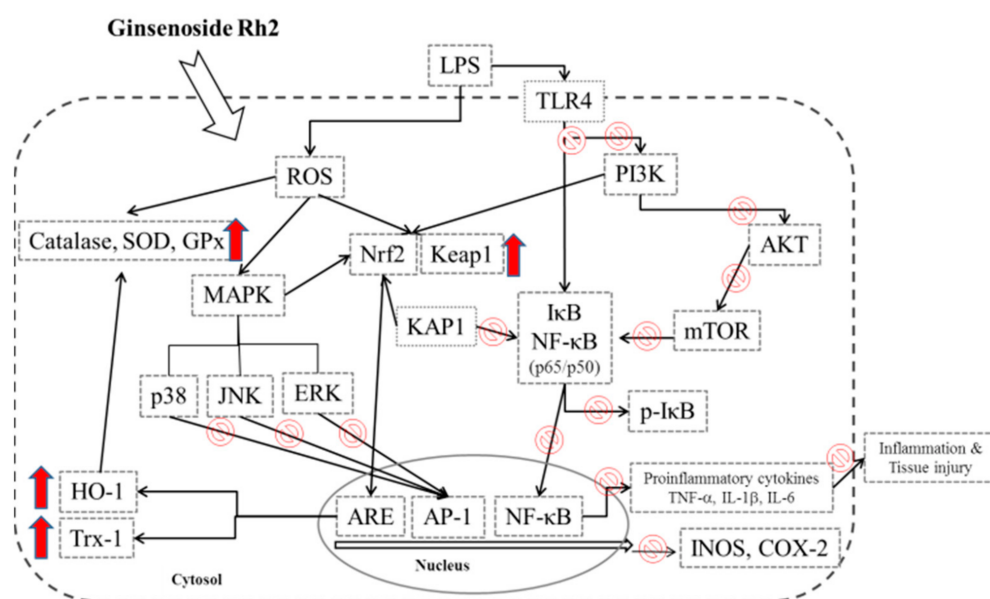 Ginsenoside Rh2
LPS
TLR4
ROS
PI3K
Catalase, SOD, GPx
Nrf2
Keap1
AKT
MAPK
KAP1
IκB
NF-κB
(p65/p50)
mTOR
p38
JNK
ERK
p-IκB
Inflammation &
Tissue injury
HO-1
Proinflammatory cytokines
TNF-α, IL-1β, IL-6
ARE
AP-1
NF-κB
Trx-1
INOS, COX-2
Nucleus
Cytosol